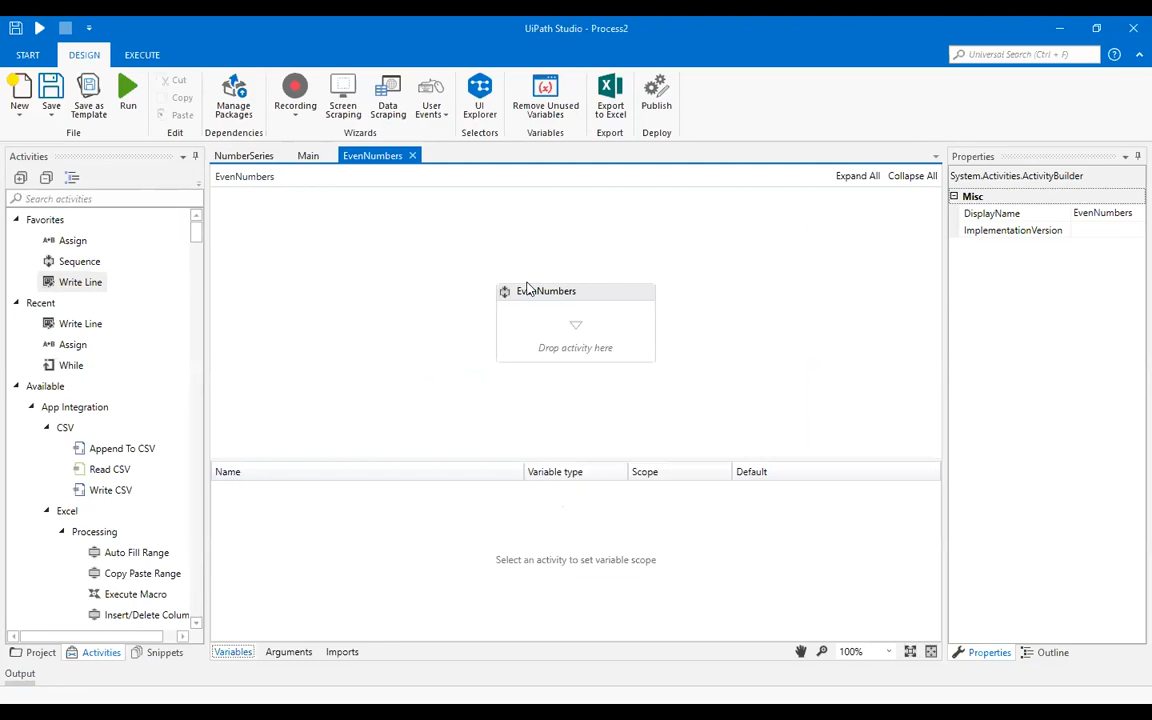 UiPath Studio - Process2
START
DESIGN
EXECUTE
Universal Search (Ctrl + F)
New
Save
Save as Template
Run
Cut
Copy
Paste
Manage Packages
Recording
Screen Scraping
Data Scraping
User Events
UI Explorer
Remove Unused Variables
Export to Excel
Publish
File
Edit
Dependencies
Wizards
Selectors
Variables
Export
Deploy
Activities
NumberSeries
Main
EvenNumbers
Properties
EvenNumbers
Expand All
Collapse All
System.Activities.ActivityBuilder
Search activities
Misc
DisplayName
EvenNumbers
ImplementationVersion
Favorites
Assign
Sequence
Write Line
Recent
Write Line
Assign
While
Available
App Integration
CSV
Append To CSV
Read CSV
Write CSV
Excel
Processing
Auto Fill Range
Copy Paste Range
Execute Macro
Insert/Delete Colum
EvenNumbers
Drop activity here
Name
Variable type
Scope
Default
Select an activity to set variable scope
Project
Activities
Snippets
Variables
Arguments
Imports
100%
Properties
Outline
Output